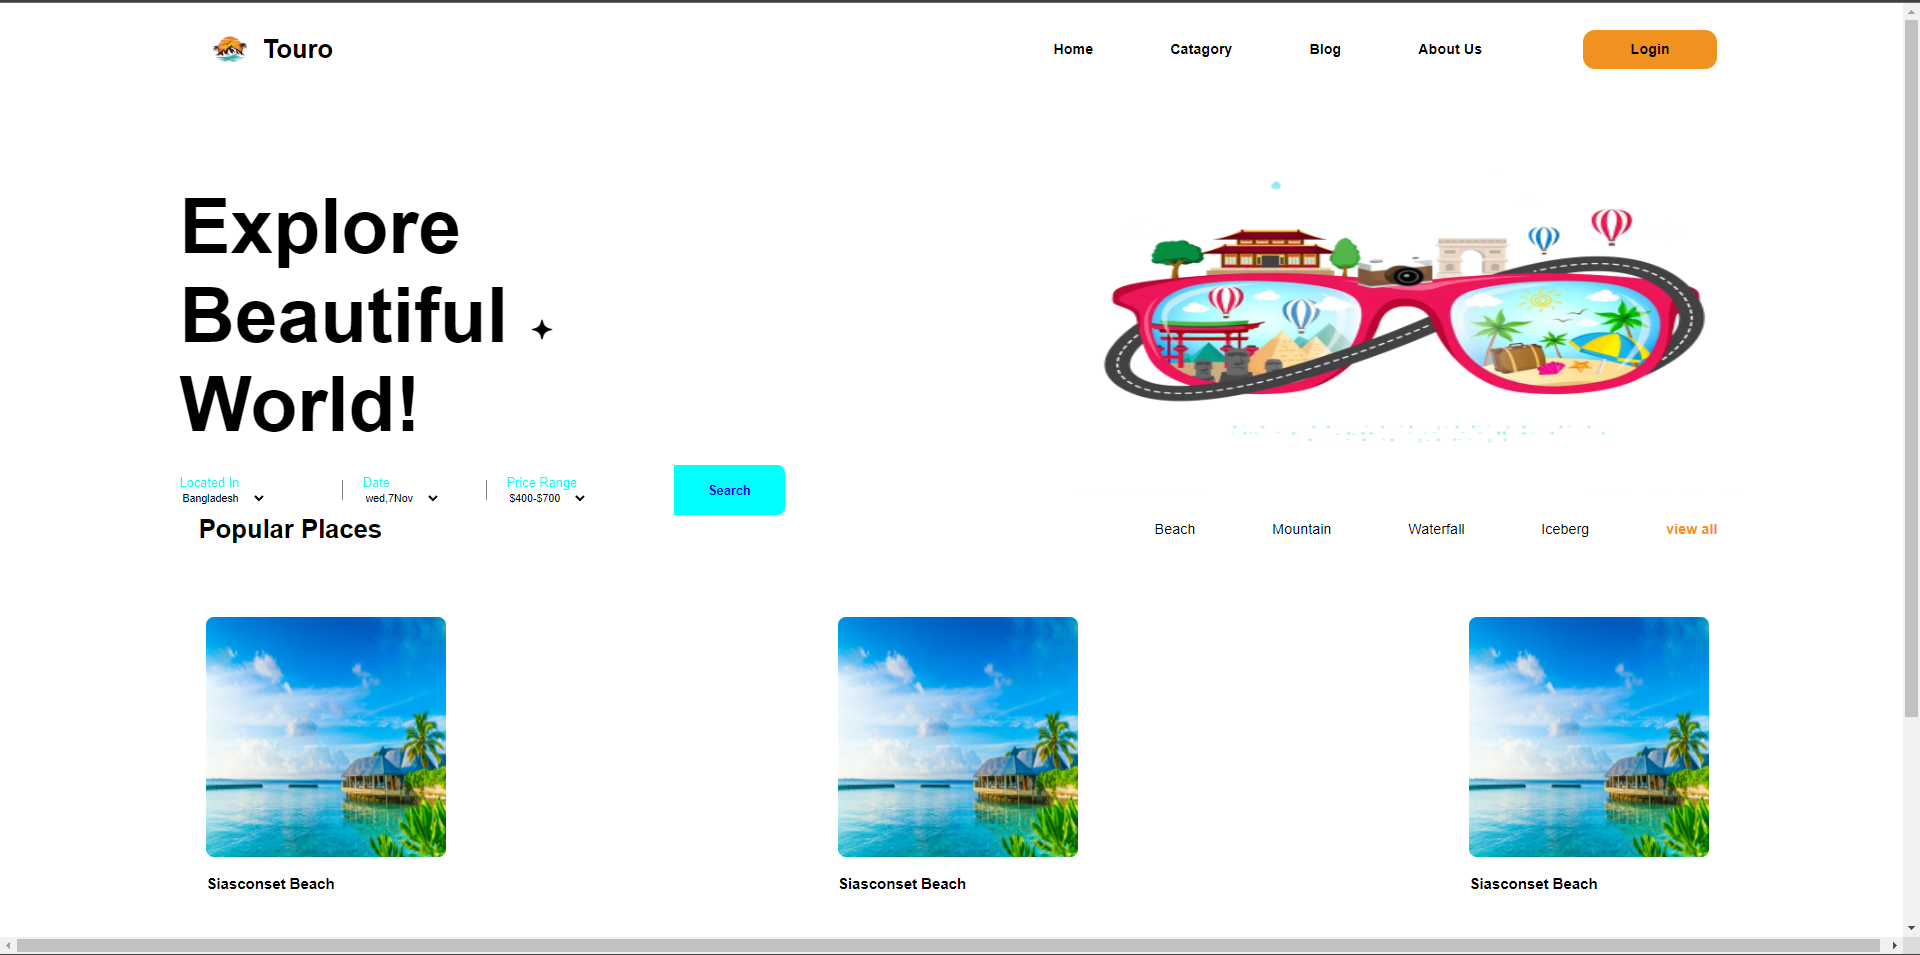 Touro
Home Catagory Blog About Us Login
Explore
Beautiful
World!
Located In Date Price Range
Bangladesh wed,7Nov $400-$700
Search
Popular Places
Beach Mountain Waterfall Iceberg view all
Siasconset Beach Siasconset Beach Siasconset Beach